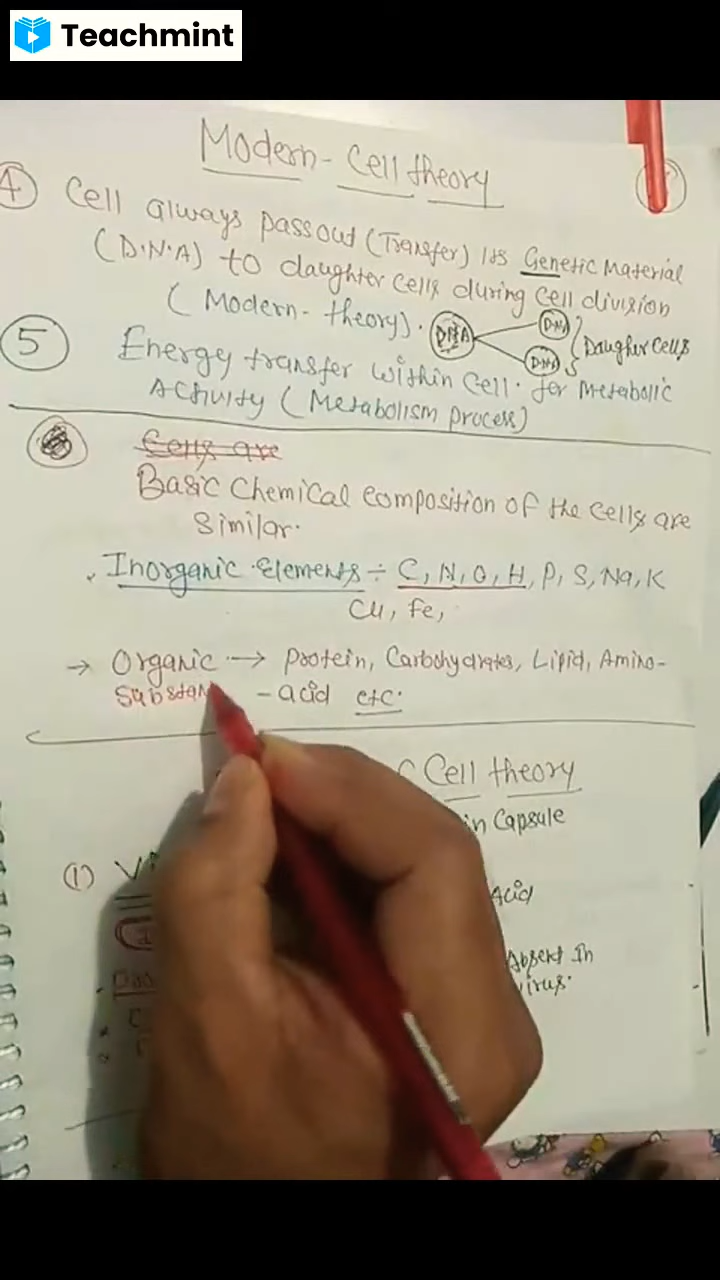 Teachmint
Modern - Cell theory
4 Cell always passout (Transfer) Its Genetic Material
(D.N.A) to daughter cells during cell division
( Modern - theory). DNA DNA DNA Daugher cells
5 Energy transfer within cell. for Metabolic
Activity ( Metabolism process)
Cells are
Basic Chemical composition of the cells are
Similar.
Inorganic Elements ÷ C, N, O, H, P, S, Na, K
Cu, Fe,
→ Organic → Protein, Carbohydrates, Lipid, Amino-
Substan - acid etc.
Cell theory
in Capsule
(1)
Acid
Absent In
virus.